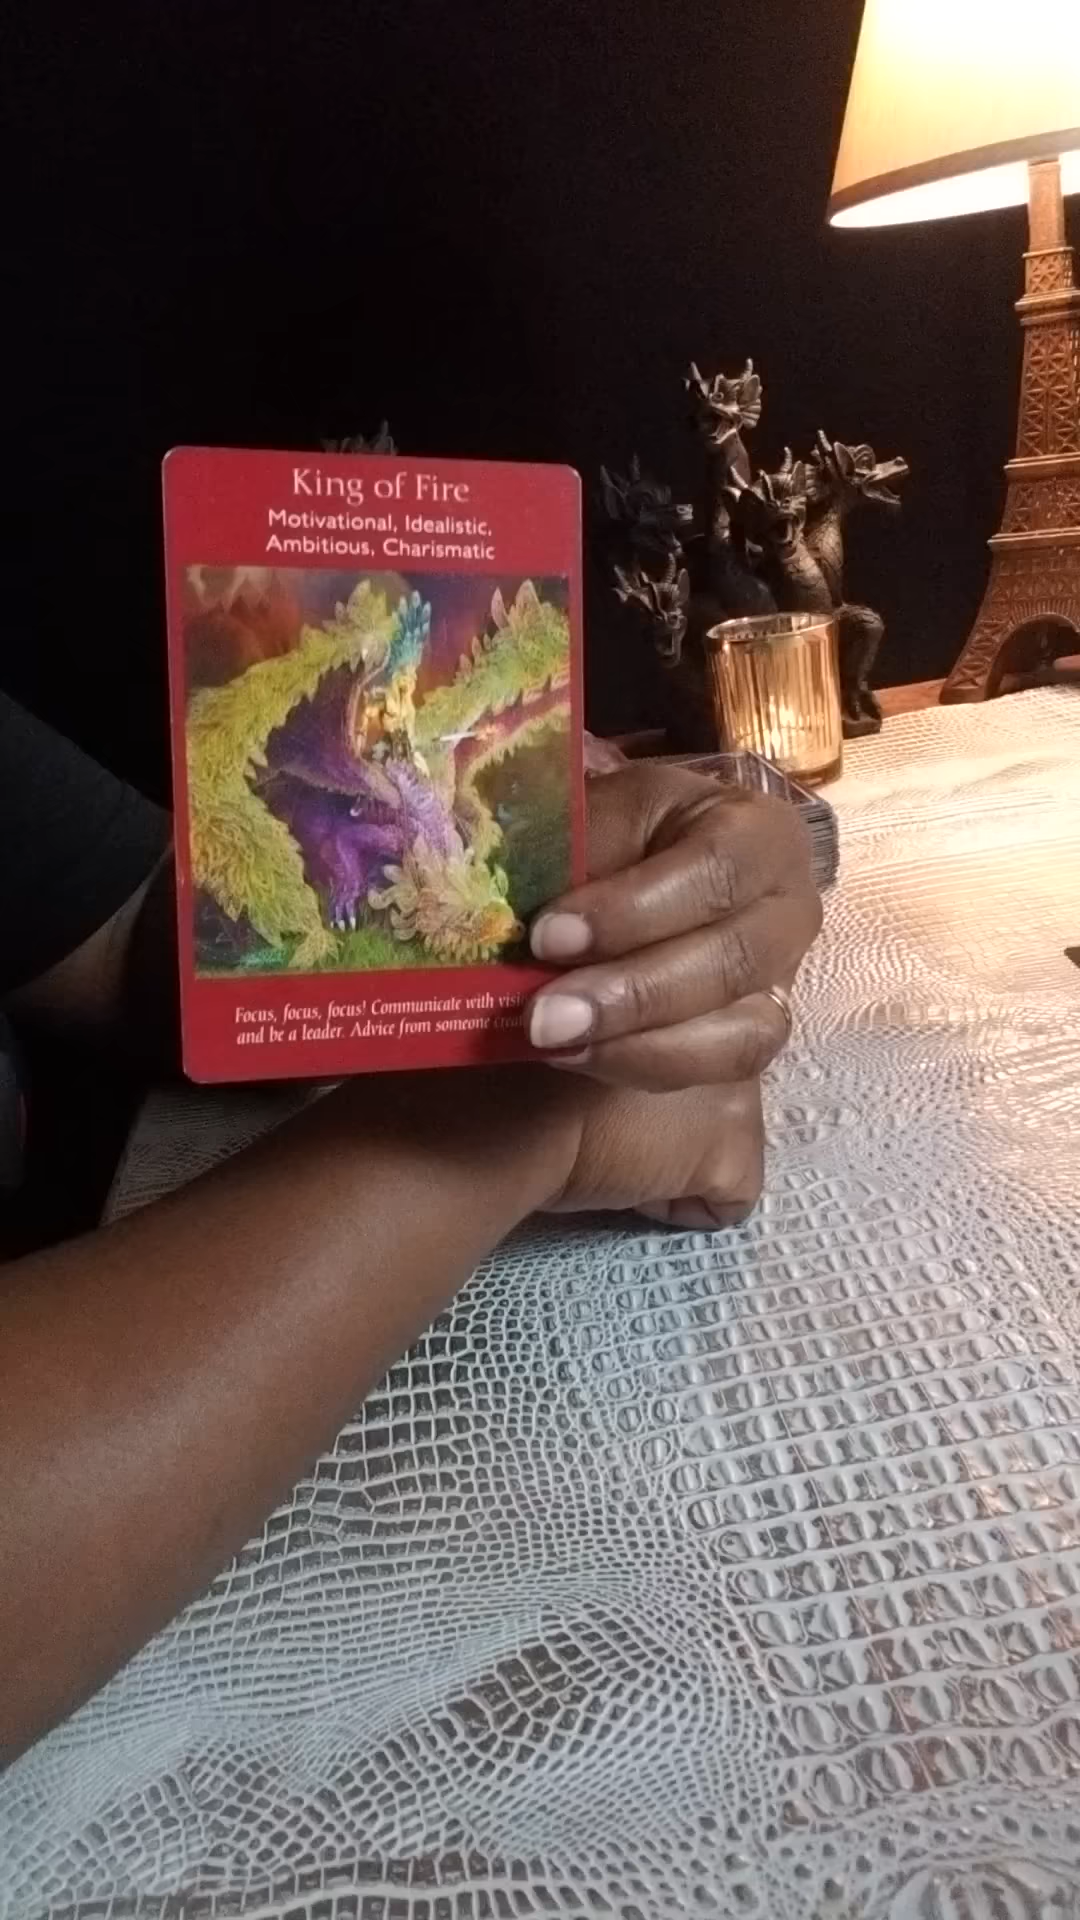 King of Fire
Motivational, Idealistic,
Ambitious, Charismatic
Focus, focus, focus! Communicate with
and be a leader. Advice from someone